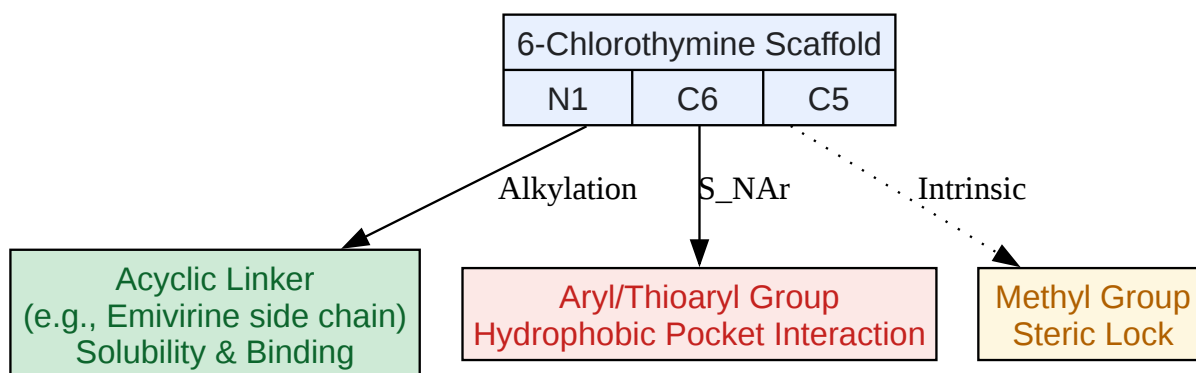 6-Chlorothymine Scaffold
N1 C6 C5
Alkylation S_NAr Intrinsic
Acyclic Linker
(e.g., Emivirine side chain)
Solubility & Binding
Aryl/Thioaryl Group
Hydrophobic Pocket Interaction
Methyl Group
Steric Lock